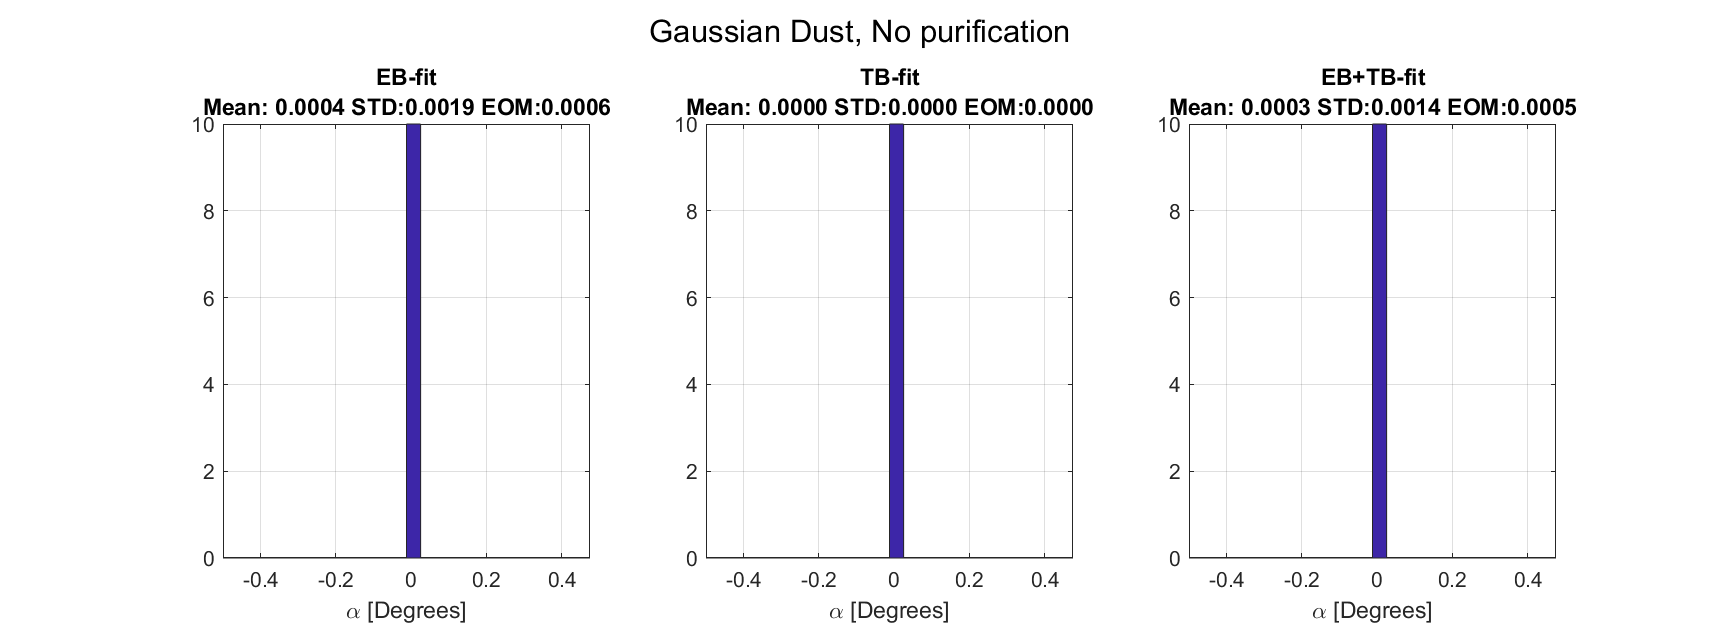 Gaussian Dust, No purification
EB-fit
Mean: 0.0004 STD:0.0019 EOM:0.0006
10
8
6
4
2
0
-0.4 -0.2 0 0.2 0.4
α [Degrees]
TB-fit
Mean: 0.0000 STD:0.0000 EOM:0.0000
10
8
6
4
2
0
-0.4 -0.2 0 0.2 0.4
α [Degrees]
EB+TB-fit
Mean: 0.0003 STD:0.0014 EOM:0.0005
10
8
6
4
2
0
-0.4 -0.2 0 0.2 0.4
α [Degrees]